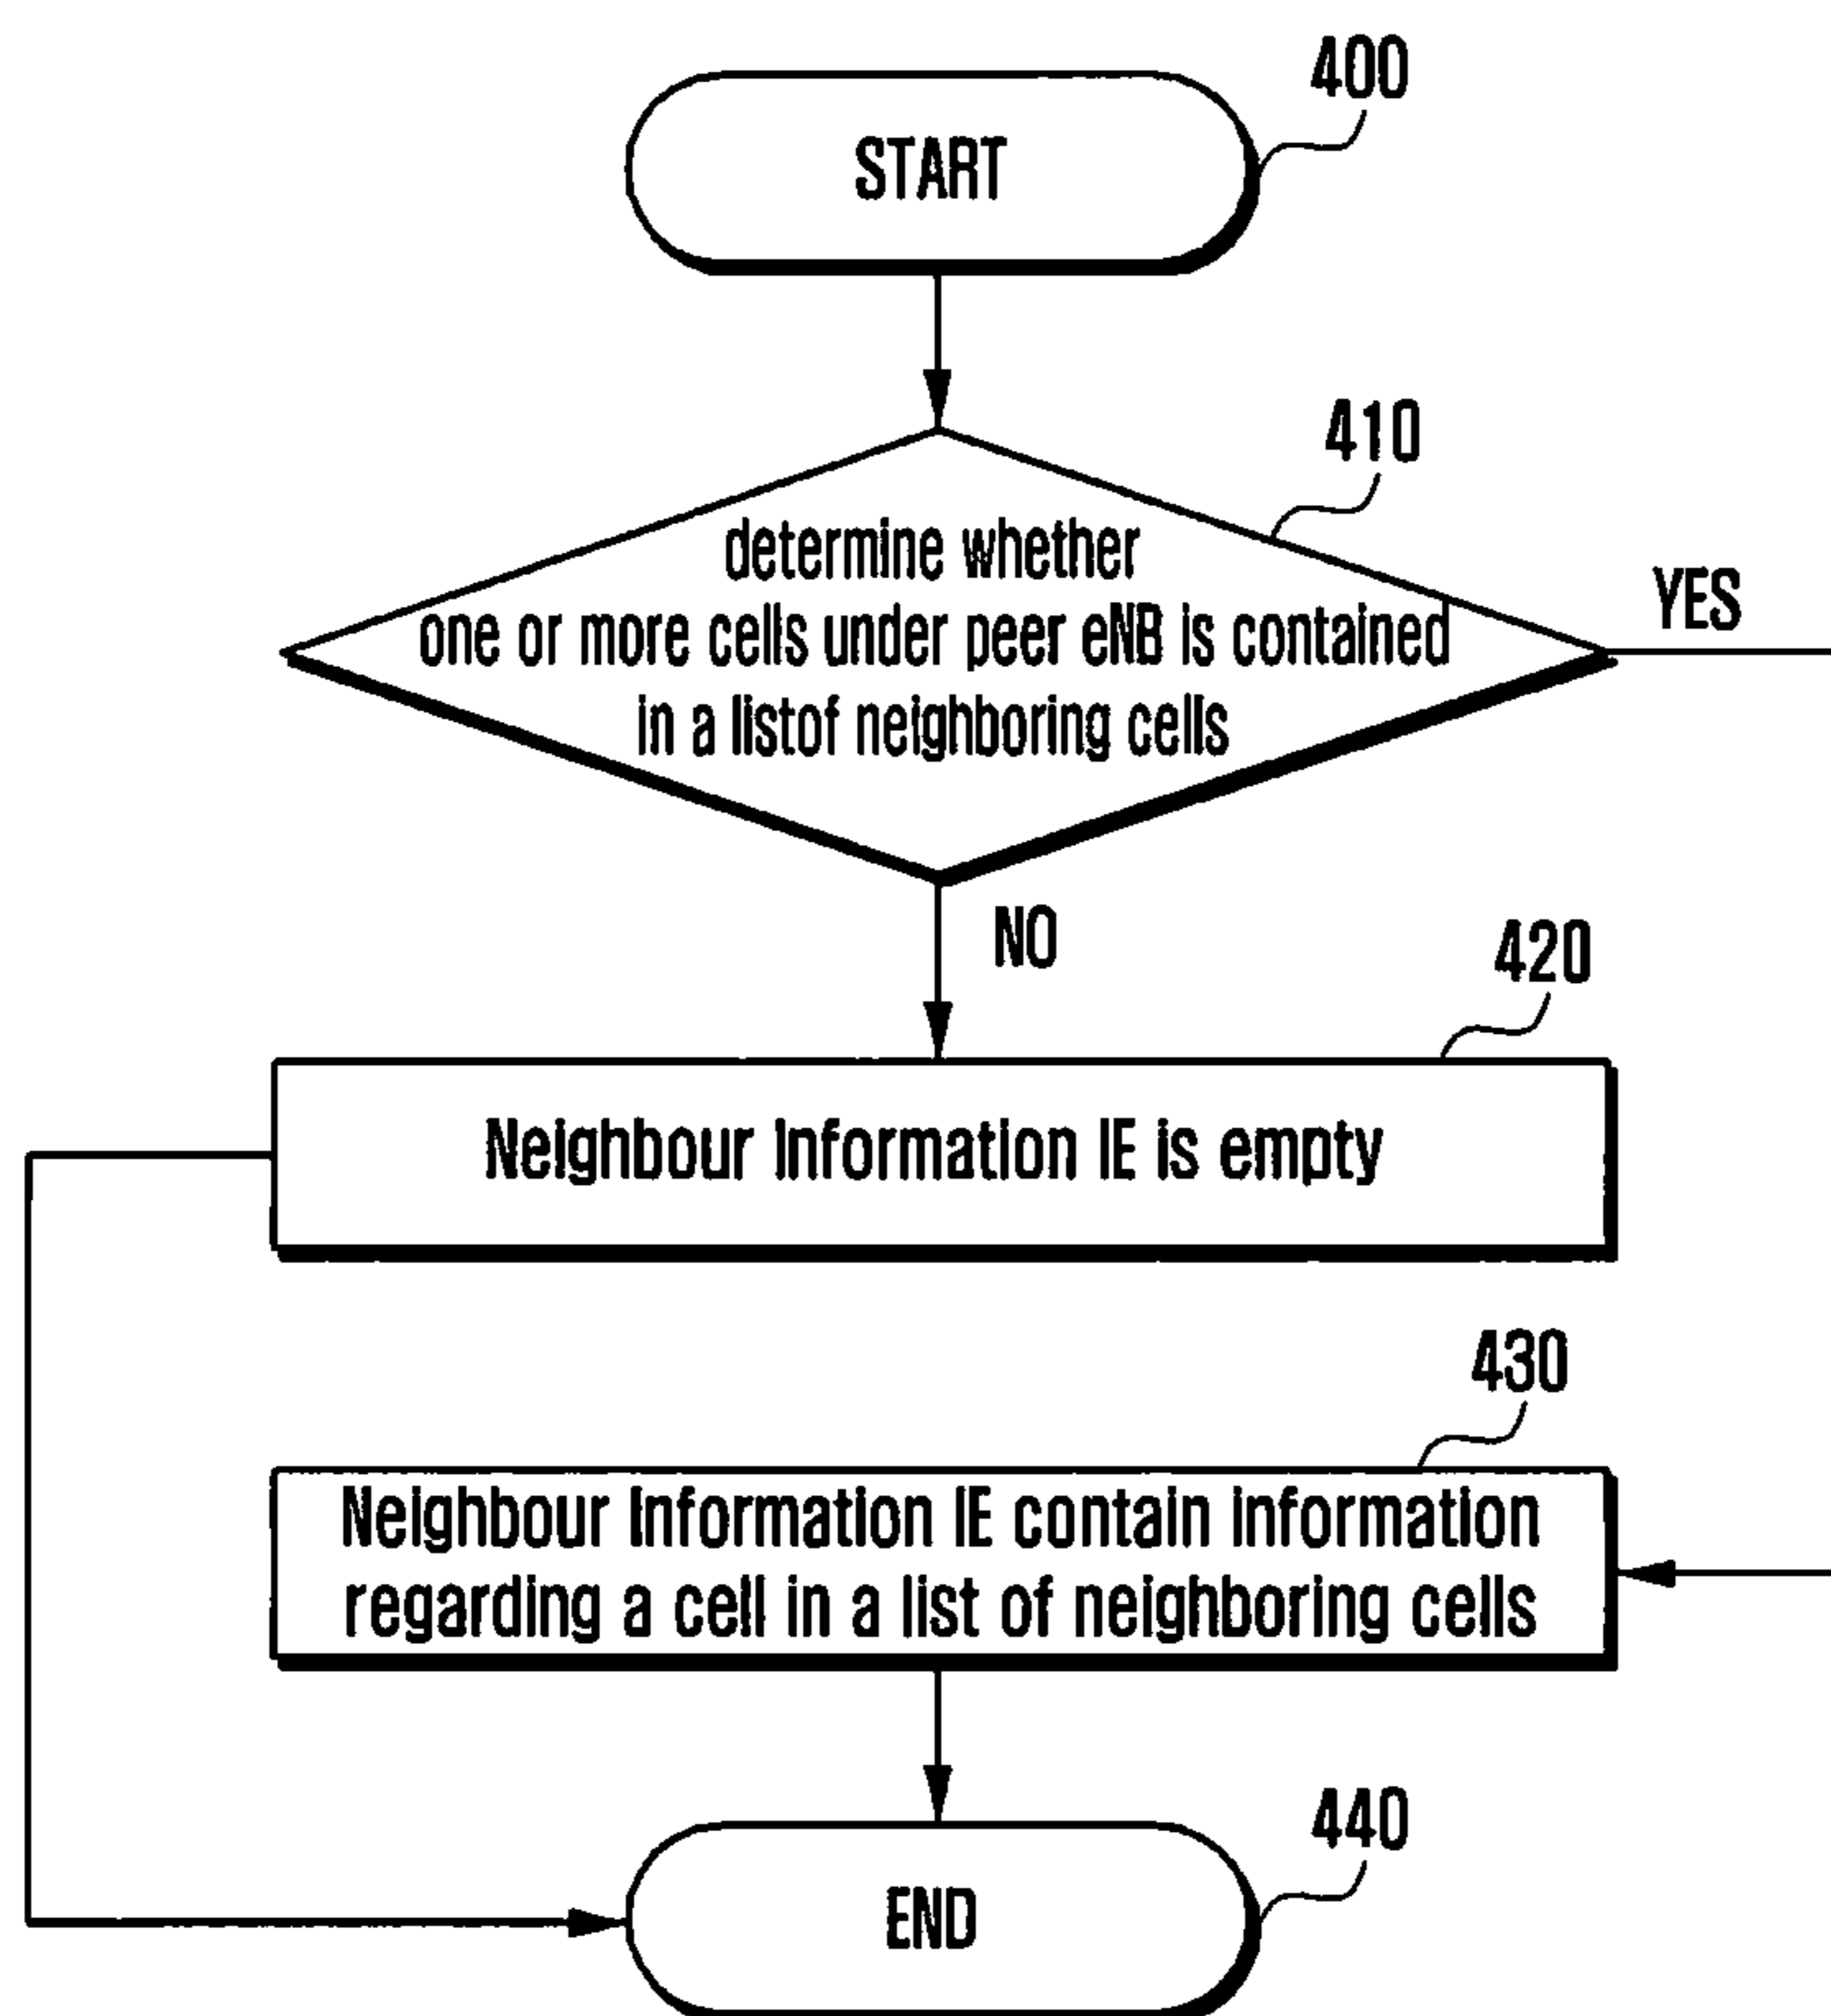 400
START
410
determine whether
one or more cells under peer eNB is contained
in a listof neighboring cells
YES
NO
420
Neighbour Information IE is empty
430
Neighbour Information IE contain information
regarding a cell in a list of neighboring cells
440
END